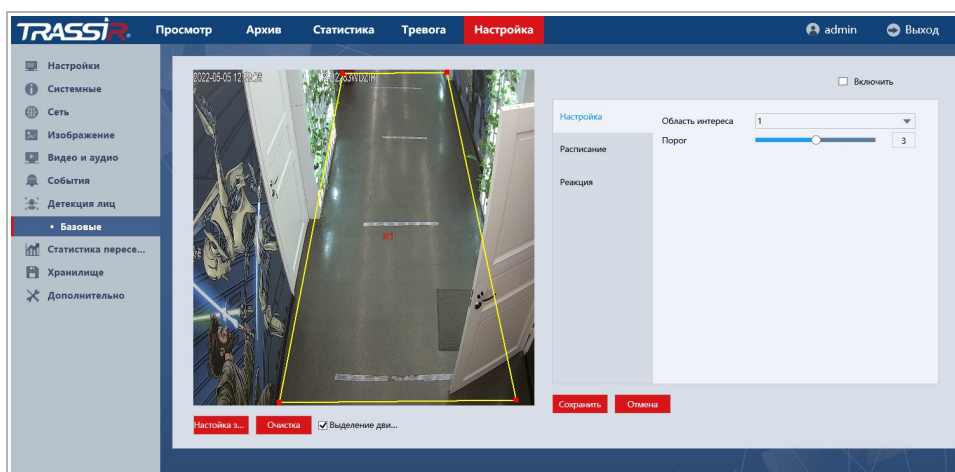 TRASSIR
Просмотр Архив Статистика Тревога Настройка admin Выход
Настройки
Системные
Сеть
Изображение
Видео и аудио
События
Детекция лиц
• Базовые
Статистика пересе...
Хранилище
Дополнительно
2022-05-05
#1
Включить
Настройка
Расписание
Реакция
Область интереса 1
Порог 3
Сохранить Отмена
Настойка з... Очистка Выделение дви...